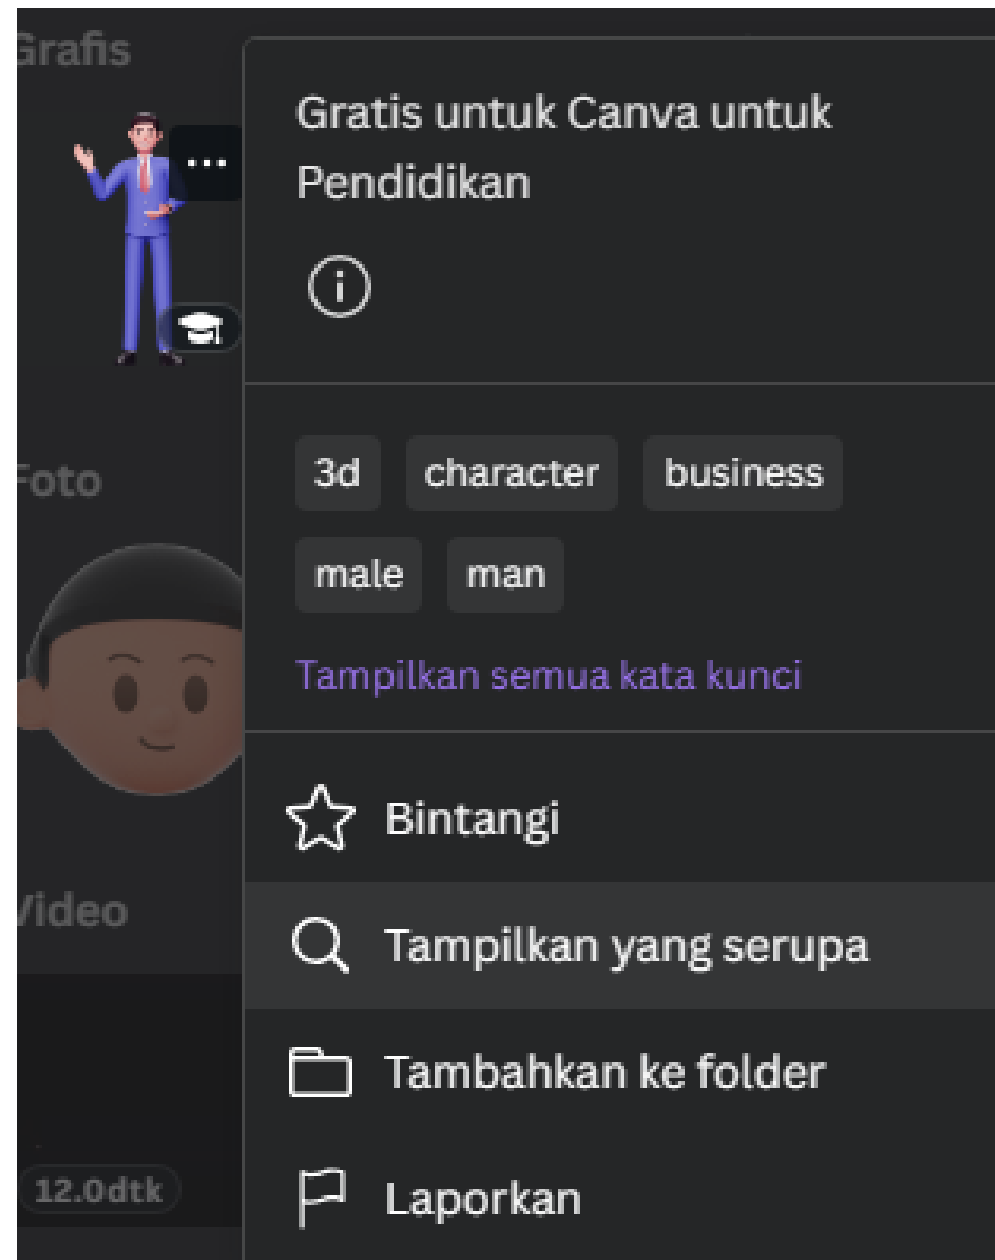 Grafis
Gratis untuk Canva untuk
Pendidikan
3d character business
male man
Tampilkan semua kata kunci
Foto
Bintangi
Tampilkan yang serupa
Video
Tambahkan ke folder
12.0dtk
Laporkan